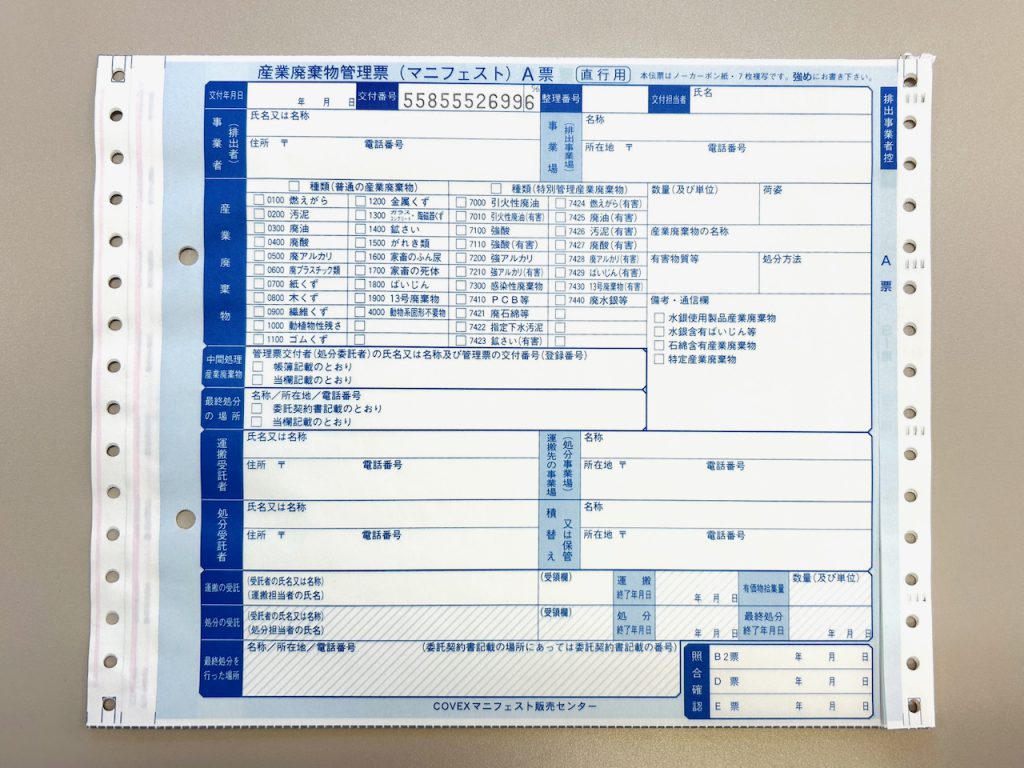 産業廃棄物管理票（マニフェスト）A票 直行用 本伝票はノーカーボン紙・7枚複写です。強めにお書き下さい。
交付年月日 年 月 日 交付番号 55855526996 整理番号 交付担当者 氏名
排出事業者控
A票
事業者（排出者）
氏名又は名称
住所 〒 電話番号
事業場（排出事業場）
名称
所在地 〒 電話番号
産業廃棄物
種類（普通の産業廃棄物）
0100 燃えがら
0200 汚泥
0300 廃油
0400 廃酸
0500 廃アルカリ
0600 廃プラスチック類
0700 紙くず
0800 木くず
0900 繊維くず
1000 動植物性残さ
1100 ゴムくず
1200 金属くず
1300 ガラス・コンクリート・陶磁器くず
1400 鉱さい
1500 がれき類
1600 家畜のふん尿
1700 家畜の死体
1800 ばいじん
1900 13号廃棄物
4000 動物系固形不要物
種類（特別管理産業廃棄物）
7000 引火性廃油
7010 引火性廃油(有害)
7100 強酸
7110 強酸(有害)
7200 強アルカリ
7210 強アルカリ(有害)
7300 感染性廃棄物
7410 PCB等
7421 廃石綿等
7422 指定下水汚泥
7423 鉱さい(有害)
7424 燃えがら(有害)
7425 廃油(有害)
7426 汚泥(有害)
7427 廃酸(有害)
7428 廃アルカリ(有害)
7429 ばいじん(有害)
7430 13号廃棄物(有害)
7440 廃水銀等
数量(及び単位) 荷姿
産業廃棄物の名称
有害物質等 処分方法
備考・通信欄
水銀使用製品産業廃棄物
水銀含有ばいじん等
石綿含有産業廃棄物
特定産業廃棄物
中間処理産業廃棄物
管理票交付者(処分委託者)の氏名又は名称及び管理票の交付番号(登録番号)
帳簿記載のとおり
当欄記載のとおり
最終処分の場所
名称／所在地／電話番号
委託契約書記載のとおり
当欄記載のとおり
運搬受託者
氏名又は名称
住所 〒 電話番号
運搬先の事業場（処分事業場）
名称
所在地 〒 電話番号
処分受託者
氏名又は名称
住所 〒 電話番号
積替え又は保管
名称
所在地 〒 電話番号
運搬の受託
(受託者の氏名又は名称)
(運搬担当者の氏名)
(受領欄)
運搬終了年月日 年 月 日
有価物拾集量 数量(及び単位)
処分の受託
(受託者の氏名又は名称)
(処分担当者の氏名)
(受領欄)
処分終了年月日 年 月 日
最終処分終了年月日 年 月 日
最終処分を行った場所
名称／所在地／電話番号 (委託契約書記載の場所にあっては委託契約書記載の番号)
照合確認
B2票 年 月 日
D 票 年 月 日
E 票 年 月 日
COVEXマニフェスト販売センター